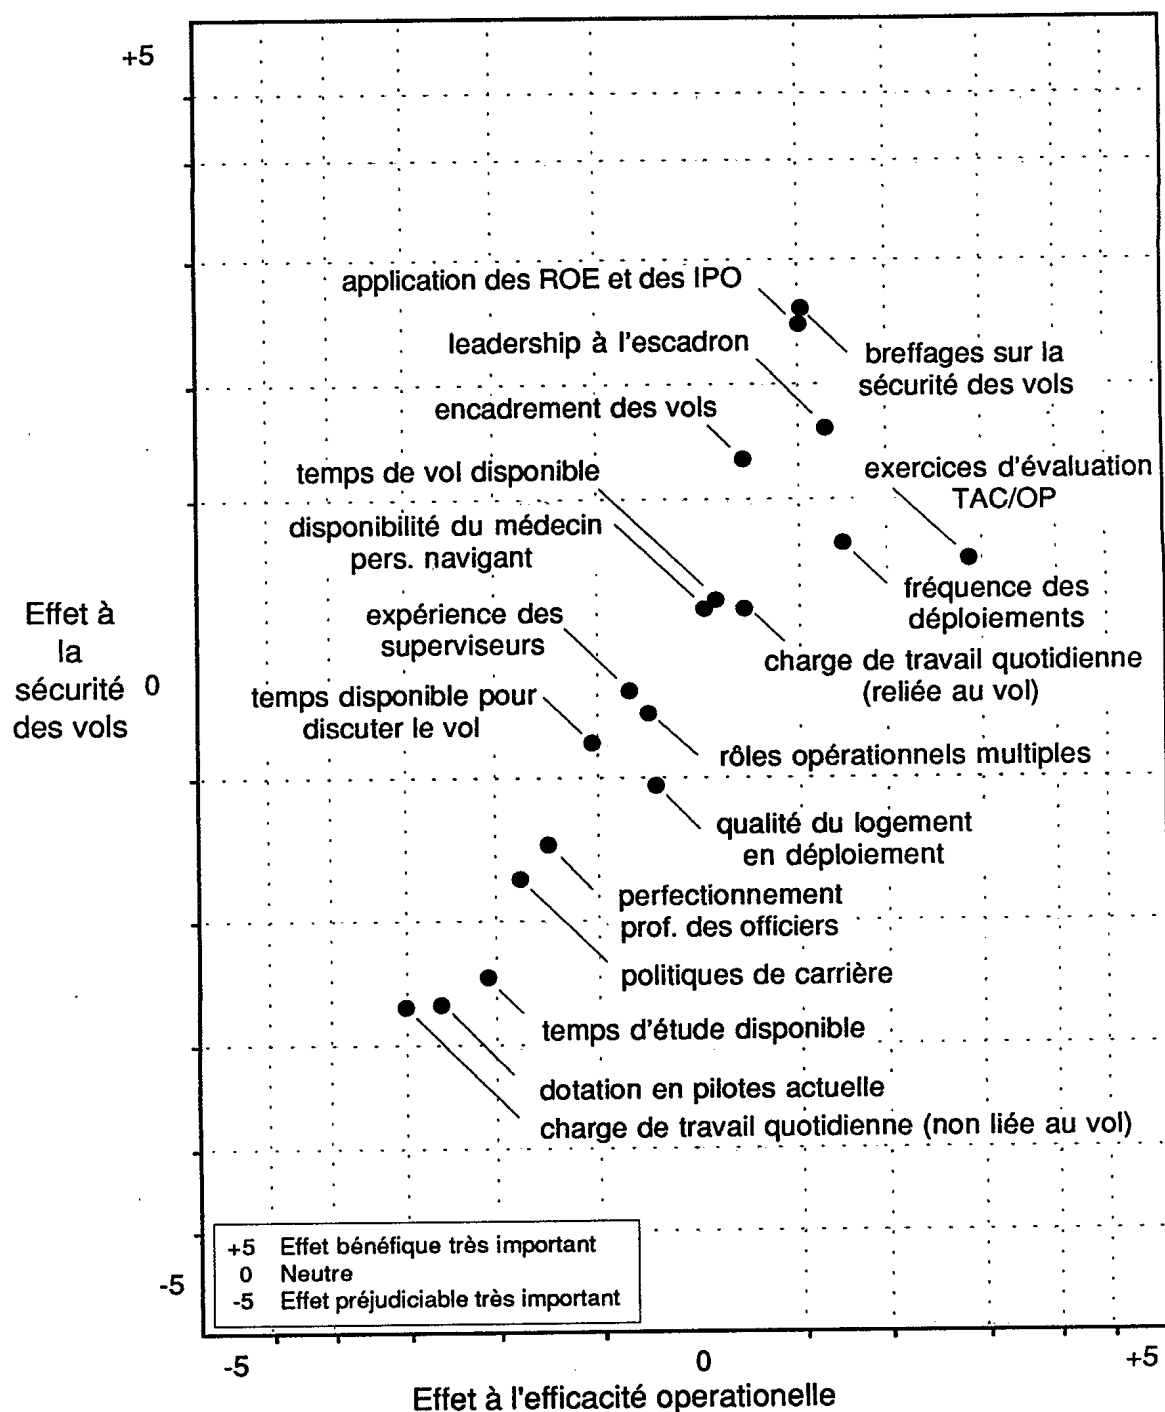 +5
application des ROE et des IPO
leadership à l'escadron
breffages sur la
sécurité des vols
encadrement des vols
temps de vol disponible
exercices d'évaluation
TAC/OP
disponibilité du médecin
pers. navigant
fréquence des
déploiements
Effet à
la
sécurité
des vols
0
expérience des
superviseurs
charge de travail quotidienne
(reliée au vol)
temps disponible pour
discuter le vol
rôles opérationnels multiples
qualité du logement
en déploiement
perfectionnement
prof. des officiers
politiques de carrière
temps d'étude disponible
dotation en pilotes actuelle
charge de travail quotidienne (non liée au vol)
+5 Effet bénéfique très important
0 Neutre
-5 Effet préjudiciable très important
-5
-5
0
+5
Effet à l'efficacité operationelle